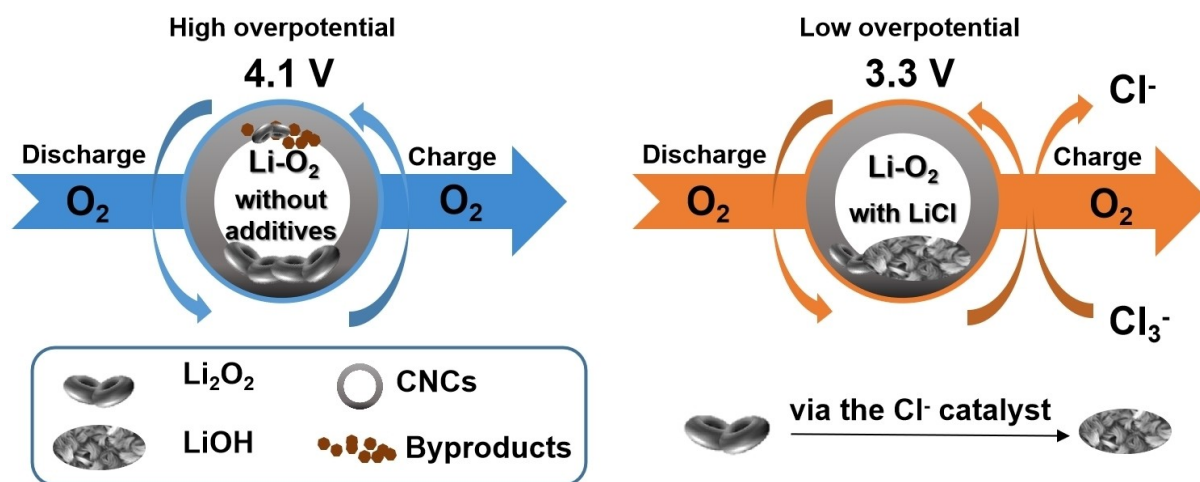 High overpotential
4.1 V
Discharge
O₂
Li-O₂
without
additives
Charge
O₂
Li₂O₂
CNCs
LiOH
Byproducts
Low overpotential
3.3 V
Discharge
O₂
Li-O₂
with LiCl
Cl⁻
Charge
O₂
Cl₃⁻
via the Cl⁻ catalyst